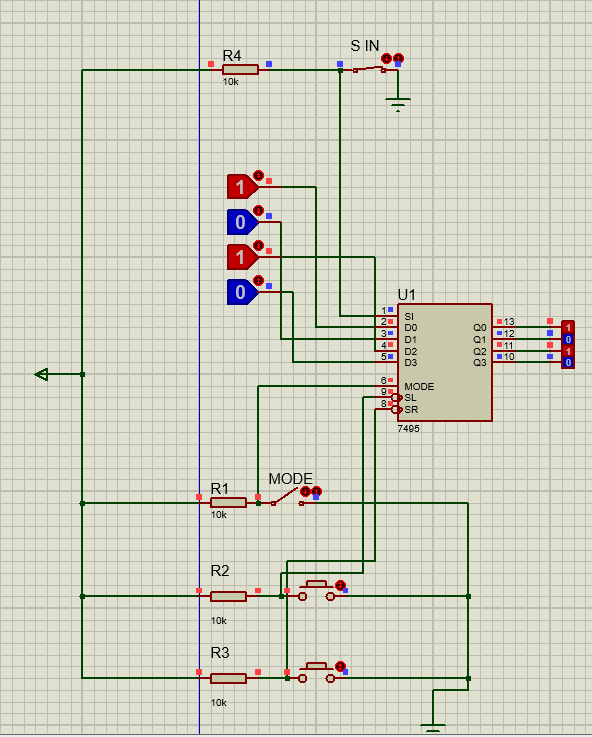 S IN
R4
10k
1
0
1
0
U1
1 SI
2 D0 Q0 13 1
3 D1 Q1 12 0
4 D2 Q2 11 1
5 D3 Q3 10 0
6 MODE
9 SL
8 SR
7495
MODE
R1
10k
R2
10k
R3
10k